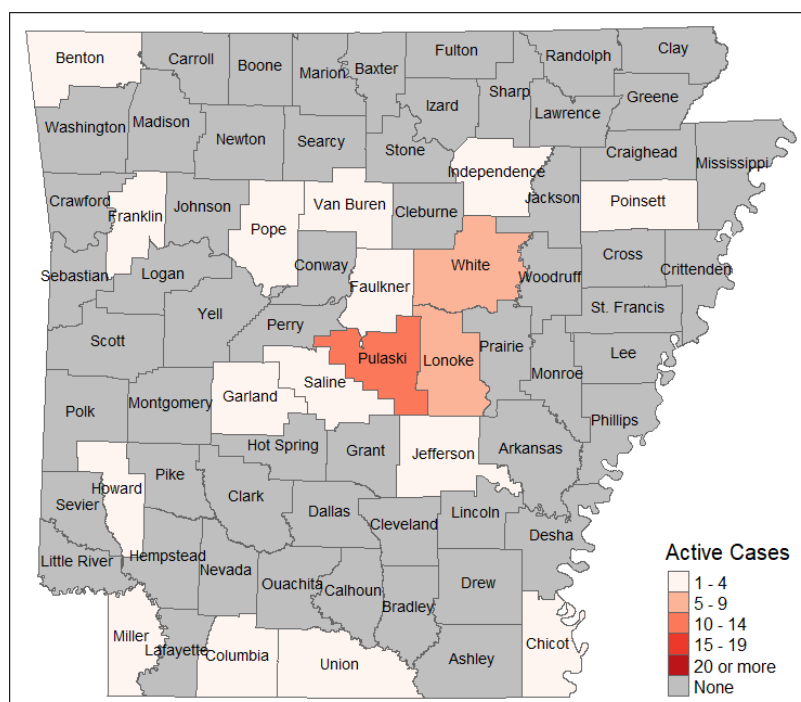 Benton
Carroll
Boone
Marion
Baxter
Fulton
Randolph
Clay
Izard
Sharp
Lawrence
Greene
Washington
Madison
Newton
Searcy
Stone
Independence
Jackson
Craighead
Mississippi
Crawford
Franklin
Johnson
Pope
Van Buren
Cleburne
Poinsett
Sebastian
Logan
Conway
Faulkner
White
Woodruff
Cross
Crittenden
Scott
Yell
Perry
Pulaski
Lonoke
Prairie
St. Francis
Lee
Monroe
Polk
Montgomery
Garland
Saline
Hot Spring
Grant
Jefferson
Arkansas
Phillips
Howard
Sevier
Pike
Clark
Dallas
Cleveland
Lincoln
Desha
Little River
Hempstead
Nevada
Ouachita
Calhoun
Bradley
Drew
Miller
Lafayette
Columbia
Union
Ashley
Chicot
Active Cases
1 - 4
5 - 9
10 - 14
15 - 19
20 or more
None